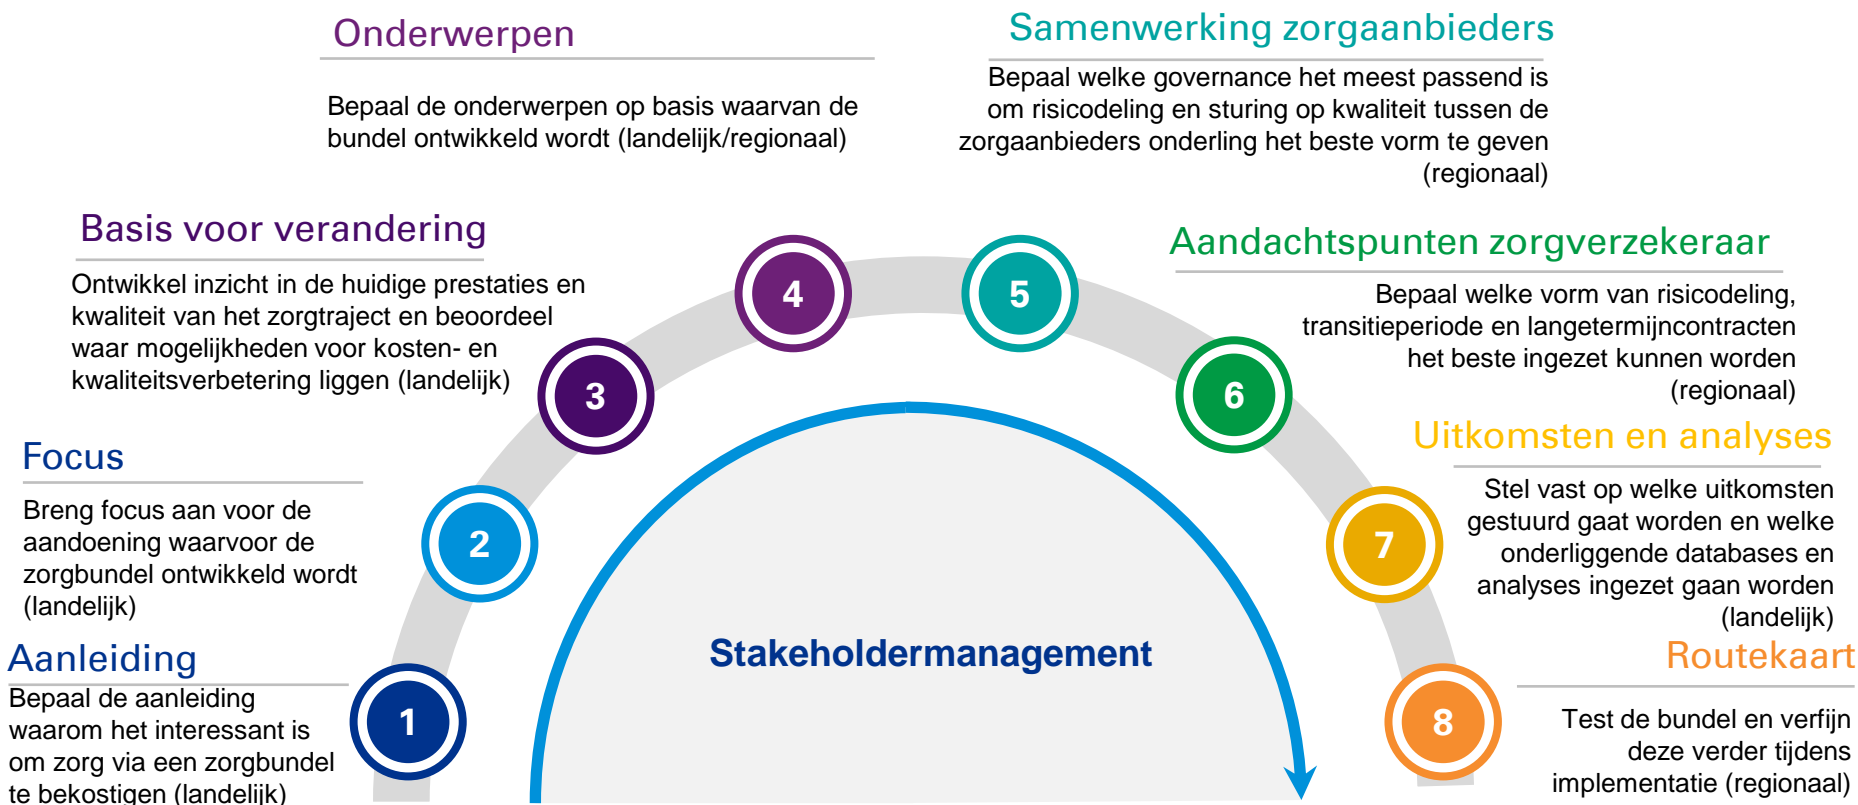 Aanleiding
Bepaal de aanleiding
waarom het interessant is
om zorg via een zorgbundel
te bekostigen (landelijk)
1
Focus
Breng focus aan voor de
aandoening waarvoor de
zorgbundel ontwikkeld wordt
(landelijk)
2
Basis voor verandering
Ontwikkel inzicht in de huidige prestaties en
kwaliteit van het zorgtraject en beoordeel
waar mogelijkheden voor kosten- en
kwaliteitsverbetering liggen (landelijk)
3
Onderwerpen
Bepaal de onderwerpen op basis waarvan de
bundel ontwikkeld wordt (landelijk/regionaal)
4
Samenwerking zorgaanbieders
Bepaal welke governance het meest passend is
om risicodeling en sturing op kwaliteit tussen de
zorgaanbieders onderling het beste vorm te geven
(regionaal)
5
Aandachtspunten zorgverzekeraar
Bepaal welke vorm van risicodeling,
transitieperiode en langetermijncontracten
het beste ingezet kunnen worden
(regionaal)
6
Uitkomsten en analyses
Stel vast op welke uitkomsten
gestuurd gaat worden en welke
onderliggende databases en
analyses ingezet gaan worden
(landelijk)
7
Routekaart
Test de bundel en verfijn
deze verder tijdens
implementatie (regionaal)
8
Stakeholdermanagement